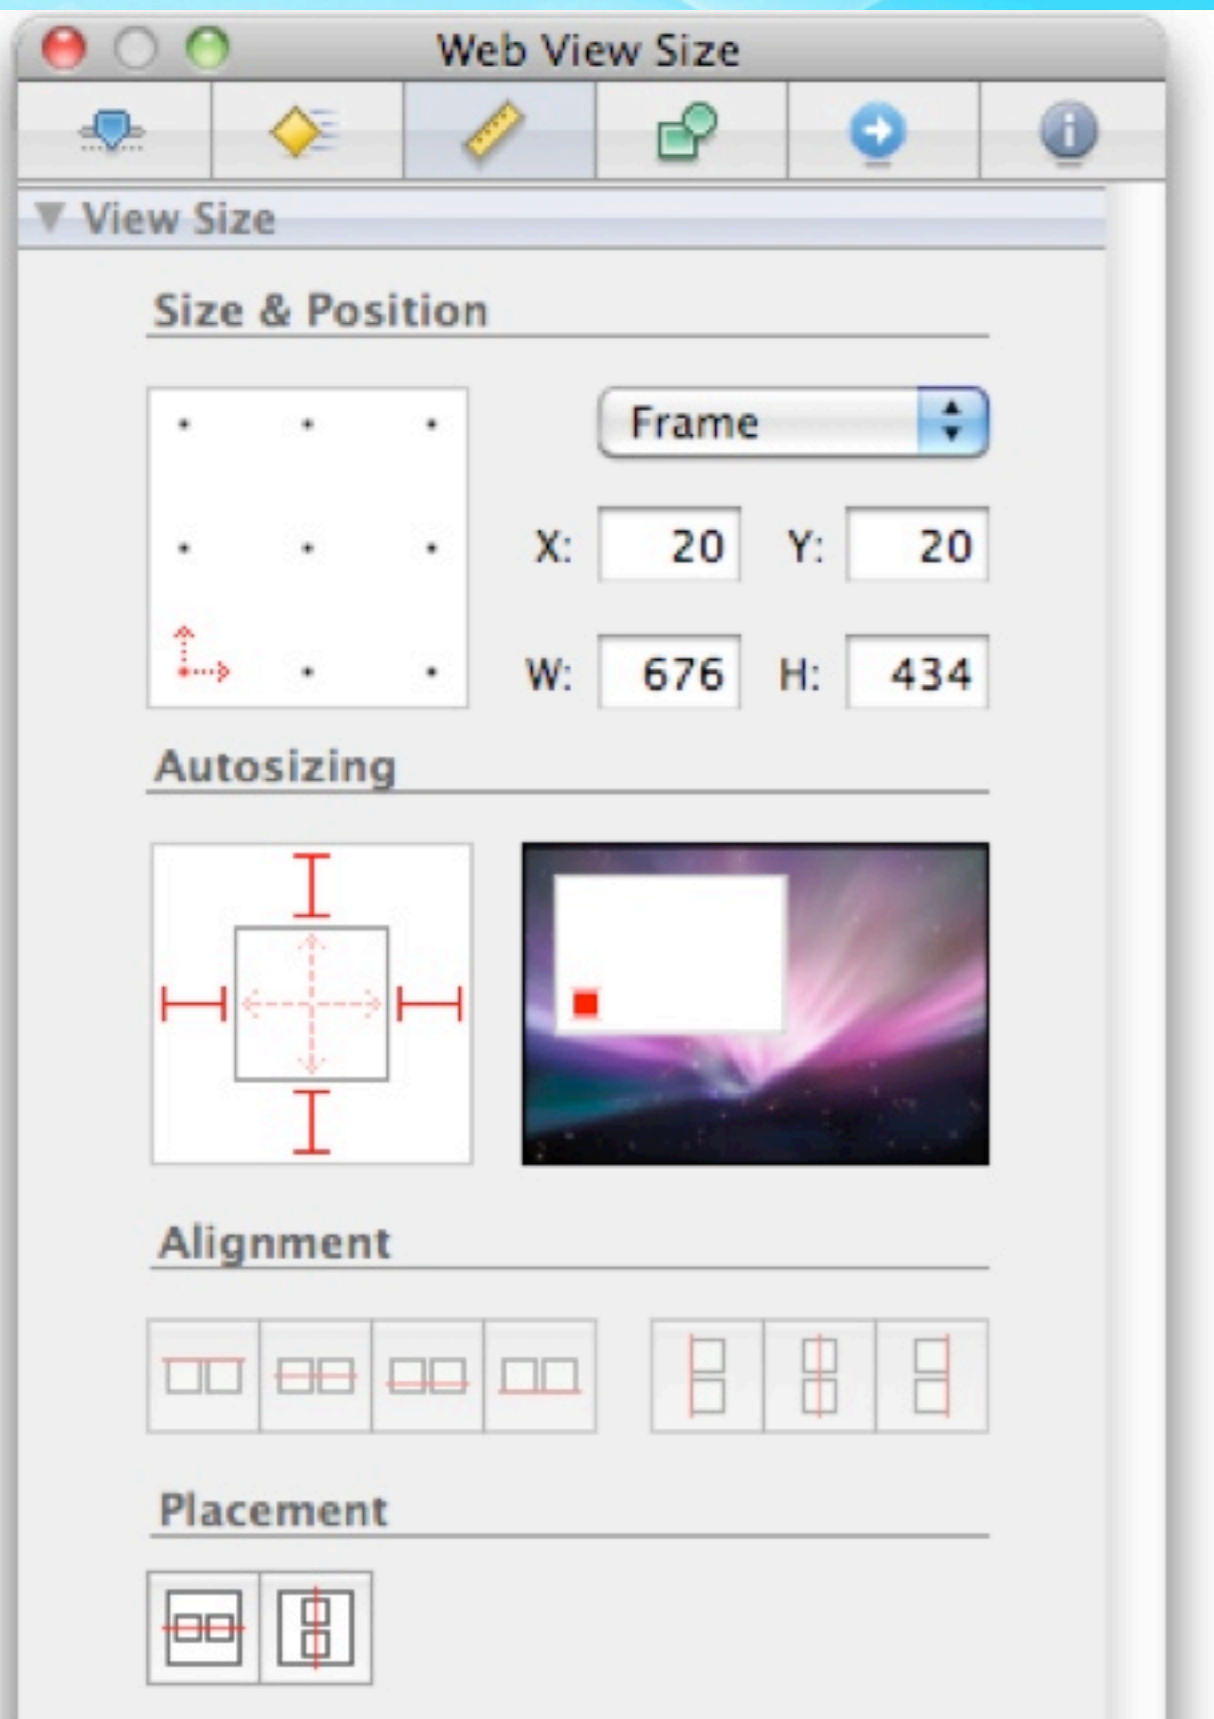 Web View Size
View Size
Size & Position
Frame
X: 20 Y: 20
W: 676 H: 434
Autosizing
Alignment
Placement